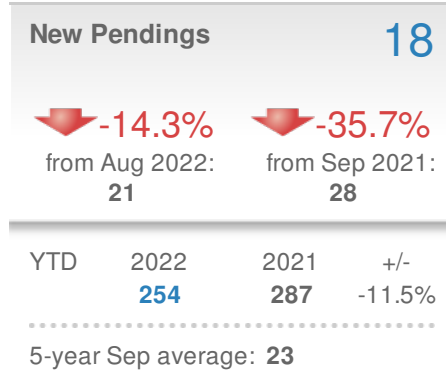 New Pendings 18
-14.3% -35.7%
from Aug 2022: from Sep 2021:
21 28
YTD 2022 2021 +/-
254 287 -11.5%
5-year Sep average: 23